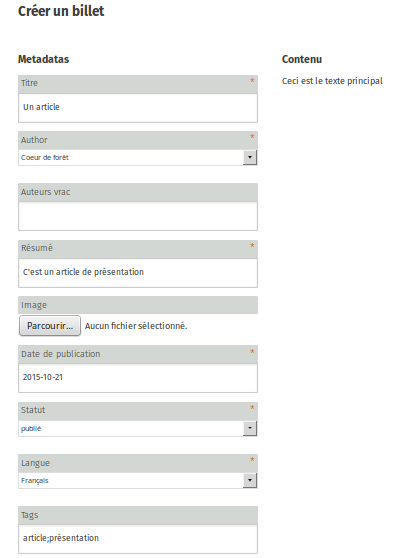 Créer un billet
Metadatas
Titre *
Un article
Author *
Coeur de forêt
Auteurs vrac
Résumé *
C'est un article de présentation
Image
Parcourir... Aucun fichier sélectionné.
Date de publication *
2015-10-21
Statut *
publié
Langue *
Français
Tags
article;présentation
Contenu
Ceci est le texte principal